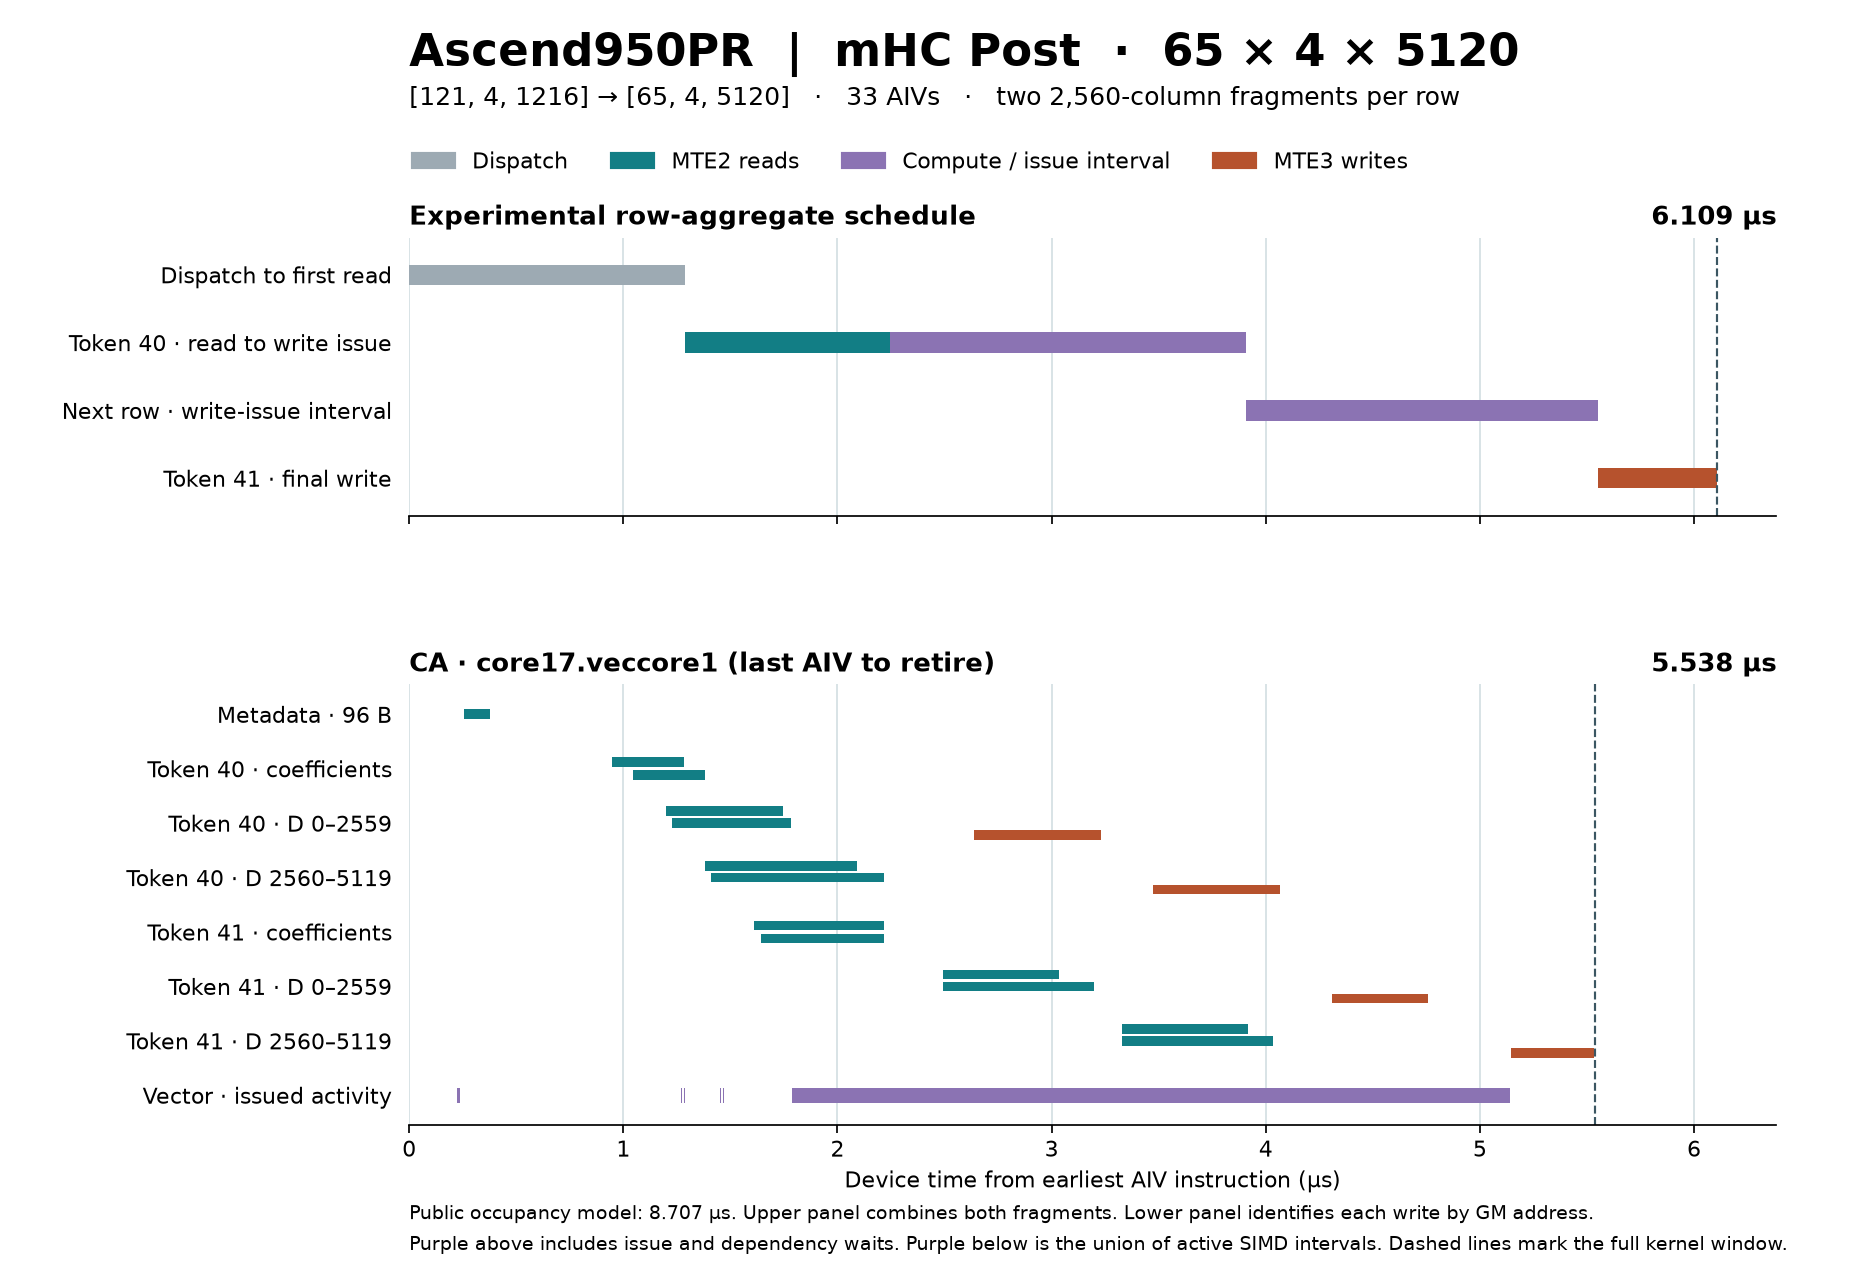 Ascend950PR | mHC Post · 65 × 4 × 5120
[121, 4, 1216] → [65, 4, 5120] · 33 AIVs · two 2,560-column fragments per row
Dispatch MTE2 reads Compute / issue interval MTE3 writes
Experimental row-aggregate schedule 6.109 µs
Dispatch to first read
Token 40 · read to write issue
Next row · write-issue interval
Token 41 · final write
CA · core17.veccore1 (last AIV to retire) 5.538 µs
Metadata · 96 B
Token 40 · coefficients
Token 40 · D 0–2559
Token 40 · D 2560–5119
Token 41 · coefficients
Token 41 · D 0–2559
Token 41 · D 2560–5119
Vector · issued activity
0 1 2 3 4 5 6
Device time from earliest AIV instruction (µs)
Public occupancy model: 8.707 µs. Upper panel combines both fragments. Lower panel identifies each write by GM address.
Purple above includes issue and dependency waits. Purple below is the union of active SIMD intervals. Dashed lines mark the full kernel window.